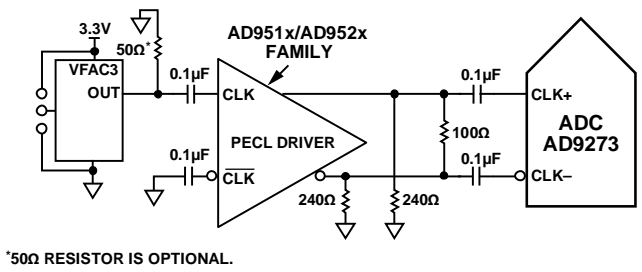 3.3V
AD951x/AD952x
FAMILY
50Ω*
VFAC3
OUT
0.1µF
CLK
PECL DRIVER
0.1µF
CLK
240Ω
240Ω
100Ω
0.1µF
0.1µF
CLK+
ADC
AD9273
CLK–
*50Ω RESISTOR IS OPTIONAL.